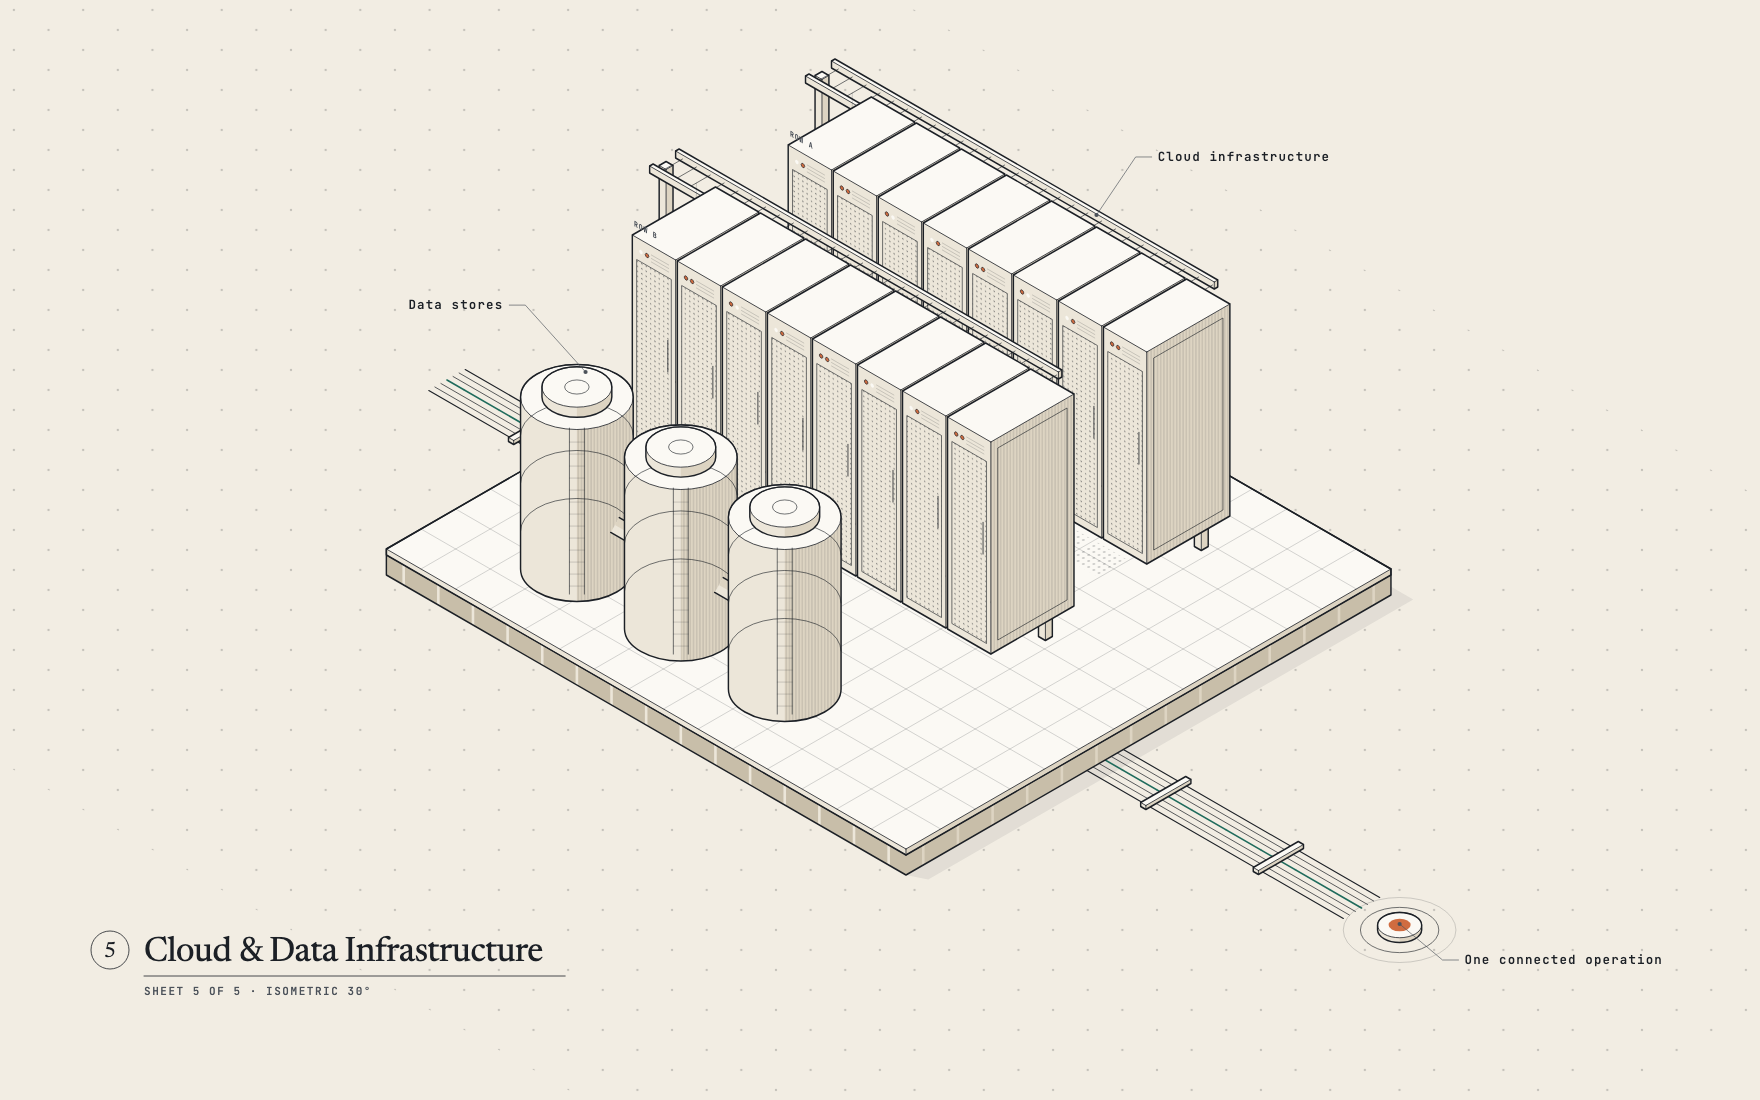 ROW A
Cloud infrastructure
ROW B
Data stores
One connected operation
5 Cloud & Data Infrastructure
SHEET 5 OF 5 · ISOMETRIC 30°